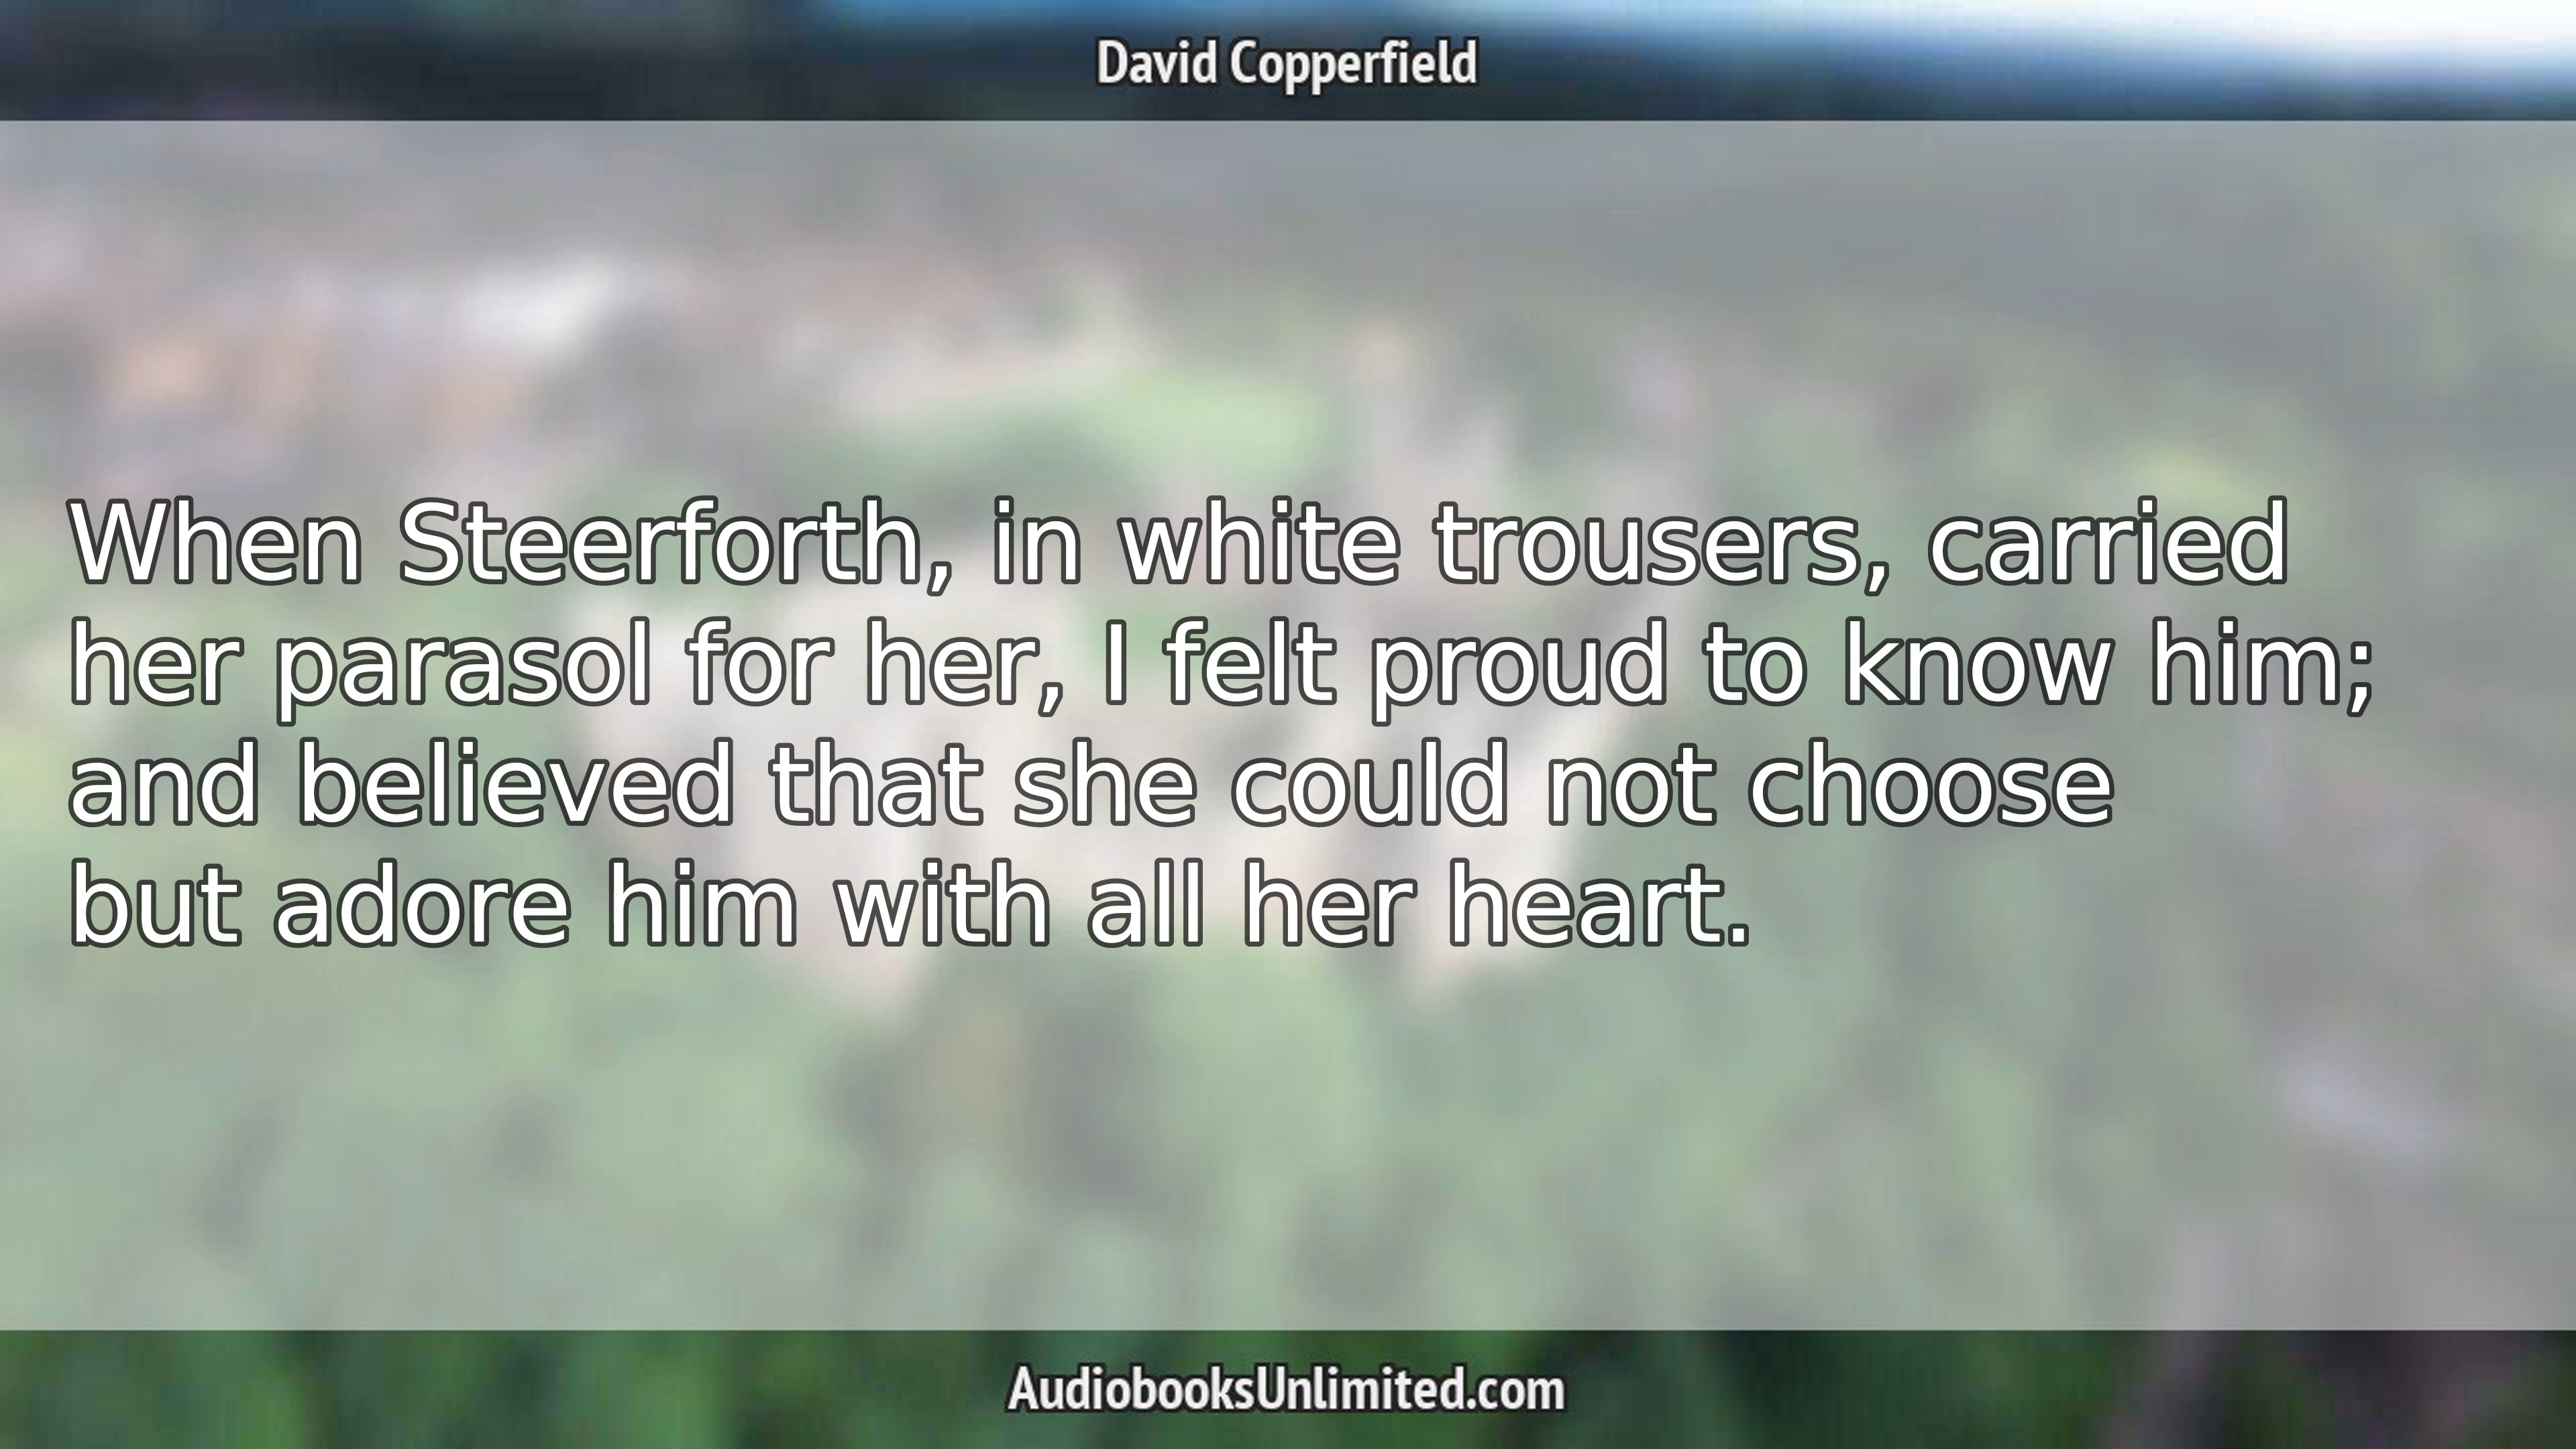 David Copperfield
When Steerforth, in white trousers, carried
her parasol for her, I felt proud to know him;
and believed that she could not choose
but adore him with all her heart.
AudiobooksUnlimited.com